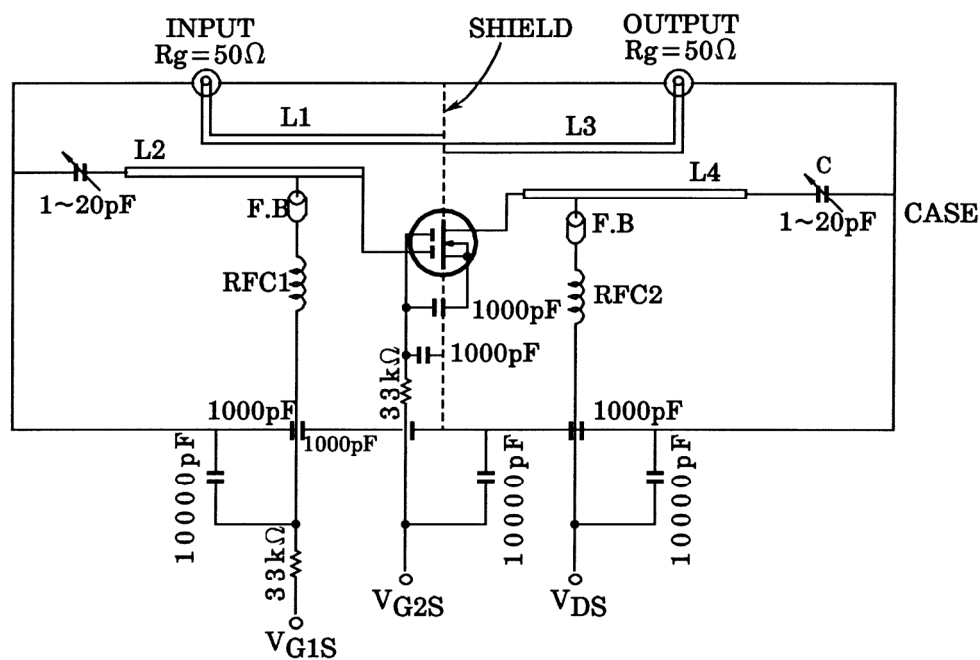 INPUT
Rg=50Ω
SHIELD
OUTPUT
Rg=50Ω
L1
L3
L2
L4
C
1~20pF
F.B
F.B
1~20pF
CASE
RFC1
RFC2
1000pF
1000pF
33kΩ
1000pF
1000pF
1000pF
10000pF
10000pF
10000pF
33kΩ
VG1S
VG2S
VDS